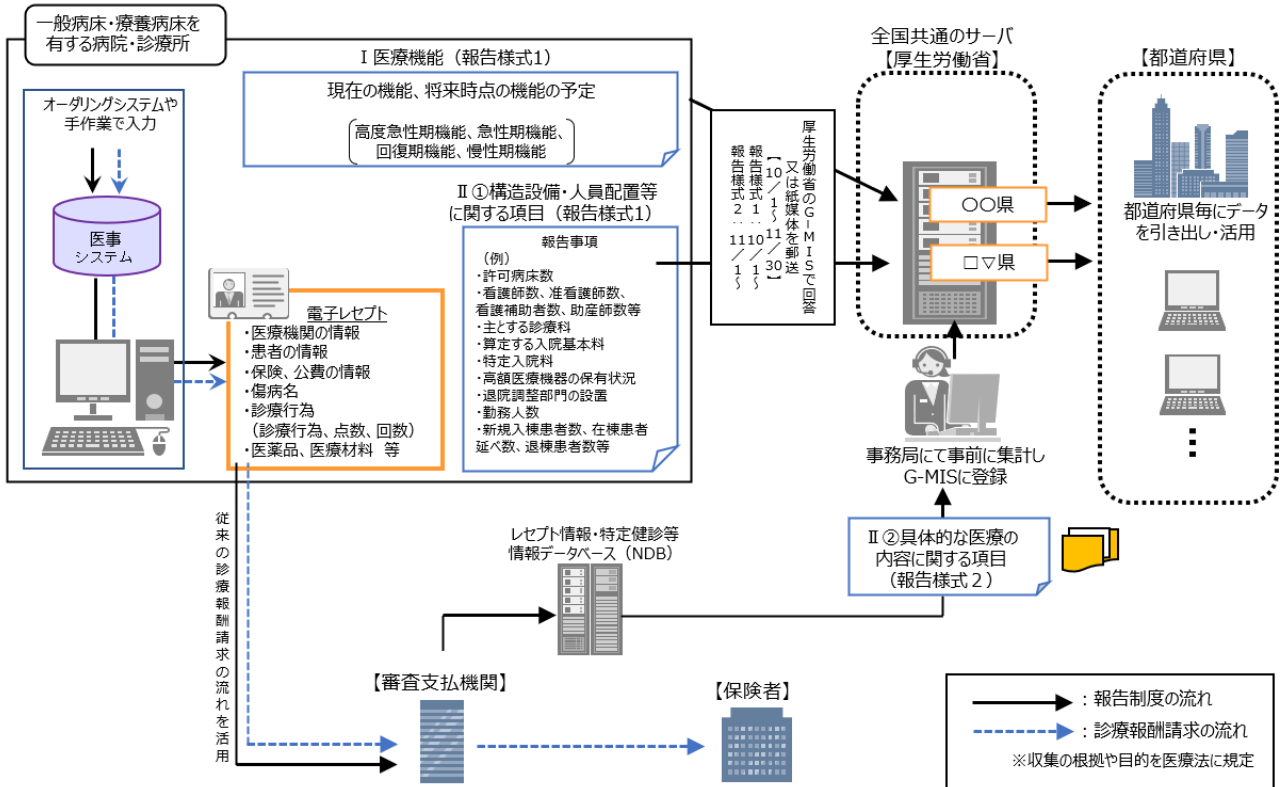 一般病床・療養病床を
有する病院・診療所
オーダリングシステムや
手作業で入力
医事
システム
Ⅰ医療機能（報告様式1）
現在の機能、将来時点の機能の予定
高度急性期機能、急性期機能、
回復期機能、慢性期機能
Ⅱ①構造設備・人員配置等
に関する項目（報告様式1）
報告事項
（例）
・許可病床数
・看護師数、准看護師数、
看護補助者数、助産師数等
・主とする診療科
・算定する入院基本料
・特定入院料
・高額医療機器の保有状況
・退院調整部門の設置
・勤務人数
・新規入棟患者数、在棟患者
延べ数、退棟患者数等
電子レセプト
・医療機関の情報
・患者の情報
・保険、公費の情報
・傷病名
・診療行為
（診療行為、点数、回数）
・医薬品、医療材料 等
厚生労働省のG-MISで回答
又は紙媒体を郵送
【10／1～11／30】
報告様式1：10／1～
報告様式2：11／1～
全国共通のサーバ
【厚生労働省】
〇〇県
□▽県
【都道府県】
都道府県毎にデータ
を引き出し・活用
事務局にて事前に集計し
G-MISに登録
Ⅱ②具体的な医療の
内容に関する項目
（報告様式２）
レセプト情報・特定健診等
情報データベース（NDB）
従来の診療報酬請求の流れを活用
【審査支払機関】
【保険者】
：報告制度の流れ
：診療報酬請求の流れ
※収集の根拠や目的を医療法に規定